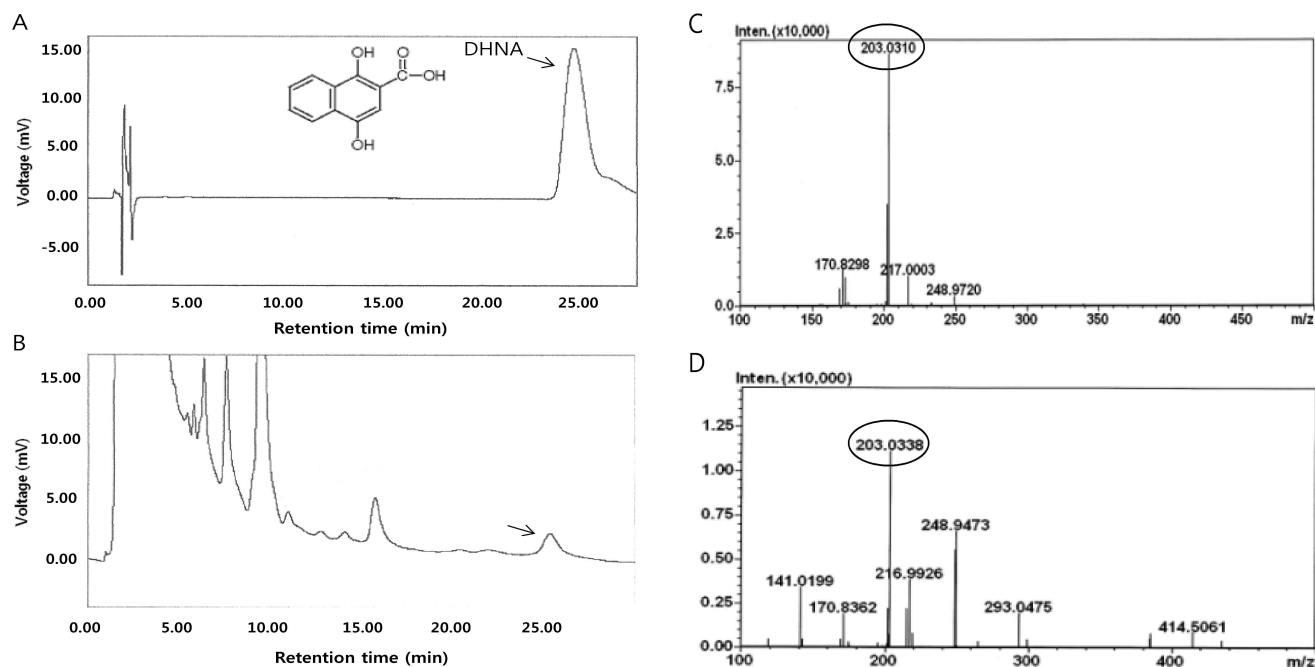 A
15.00
10.00
5.00
0.00
-5.00
Voltage (mV)
OH
O
C
OH
OH
DHNA
0.00 5.00 10.00 15.00 20.00 25.00
Retention time (min)
B
15.00
10.00
5.00
0.00
Voltage (mV)
0.00 5.00 10.00 15.00 20.00 25.00
Retention time (min)
C
Inten. (x10,000)
203.0310
7.5
5.0
2.5
0.0
170.8298
217.0003
248.9720
100 150 200 250 300 350 400 450 m/z
D
Inten. (x10,000)
1.25
1.00
0.75
0.50
0.25
0.00
203.0338
248.9473
216.9926
141.0199
170.8362
293.0475
414.5061
100 200 300 400 m/z